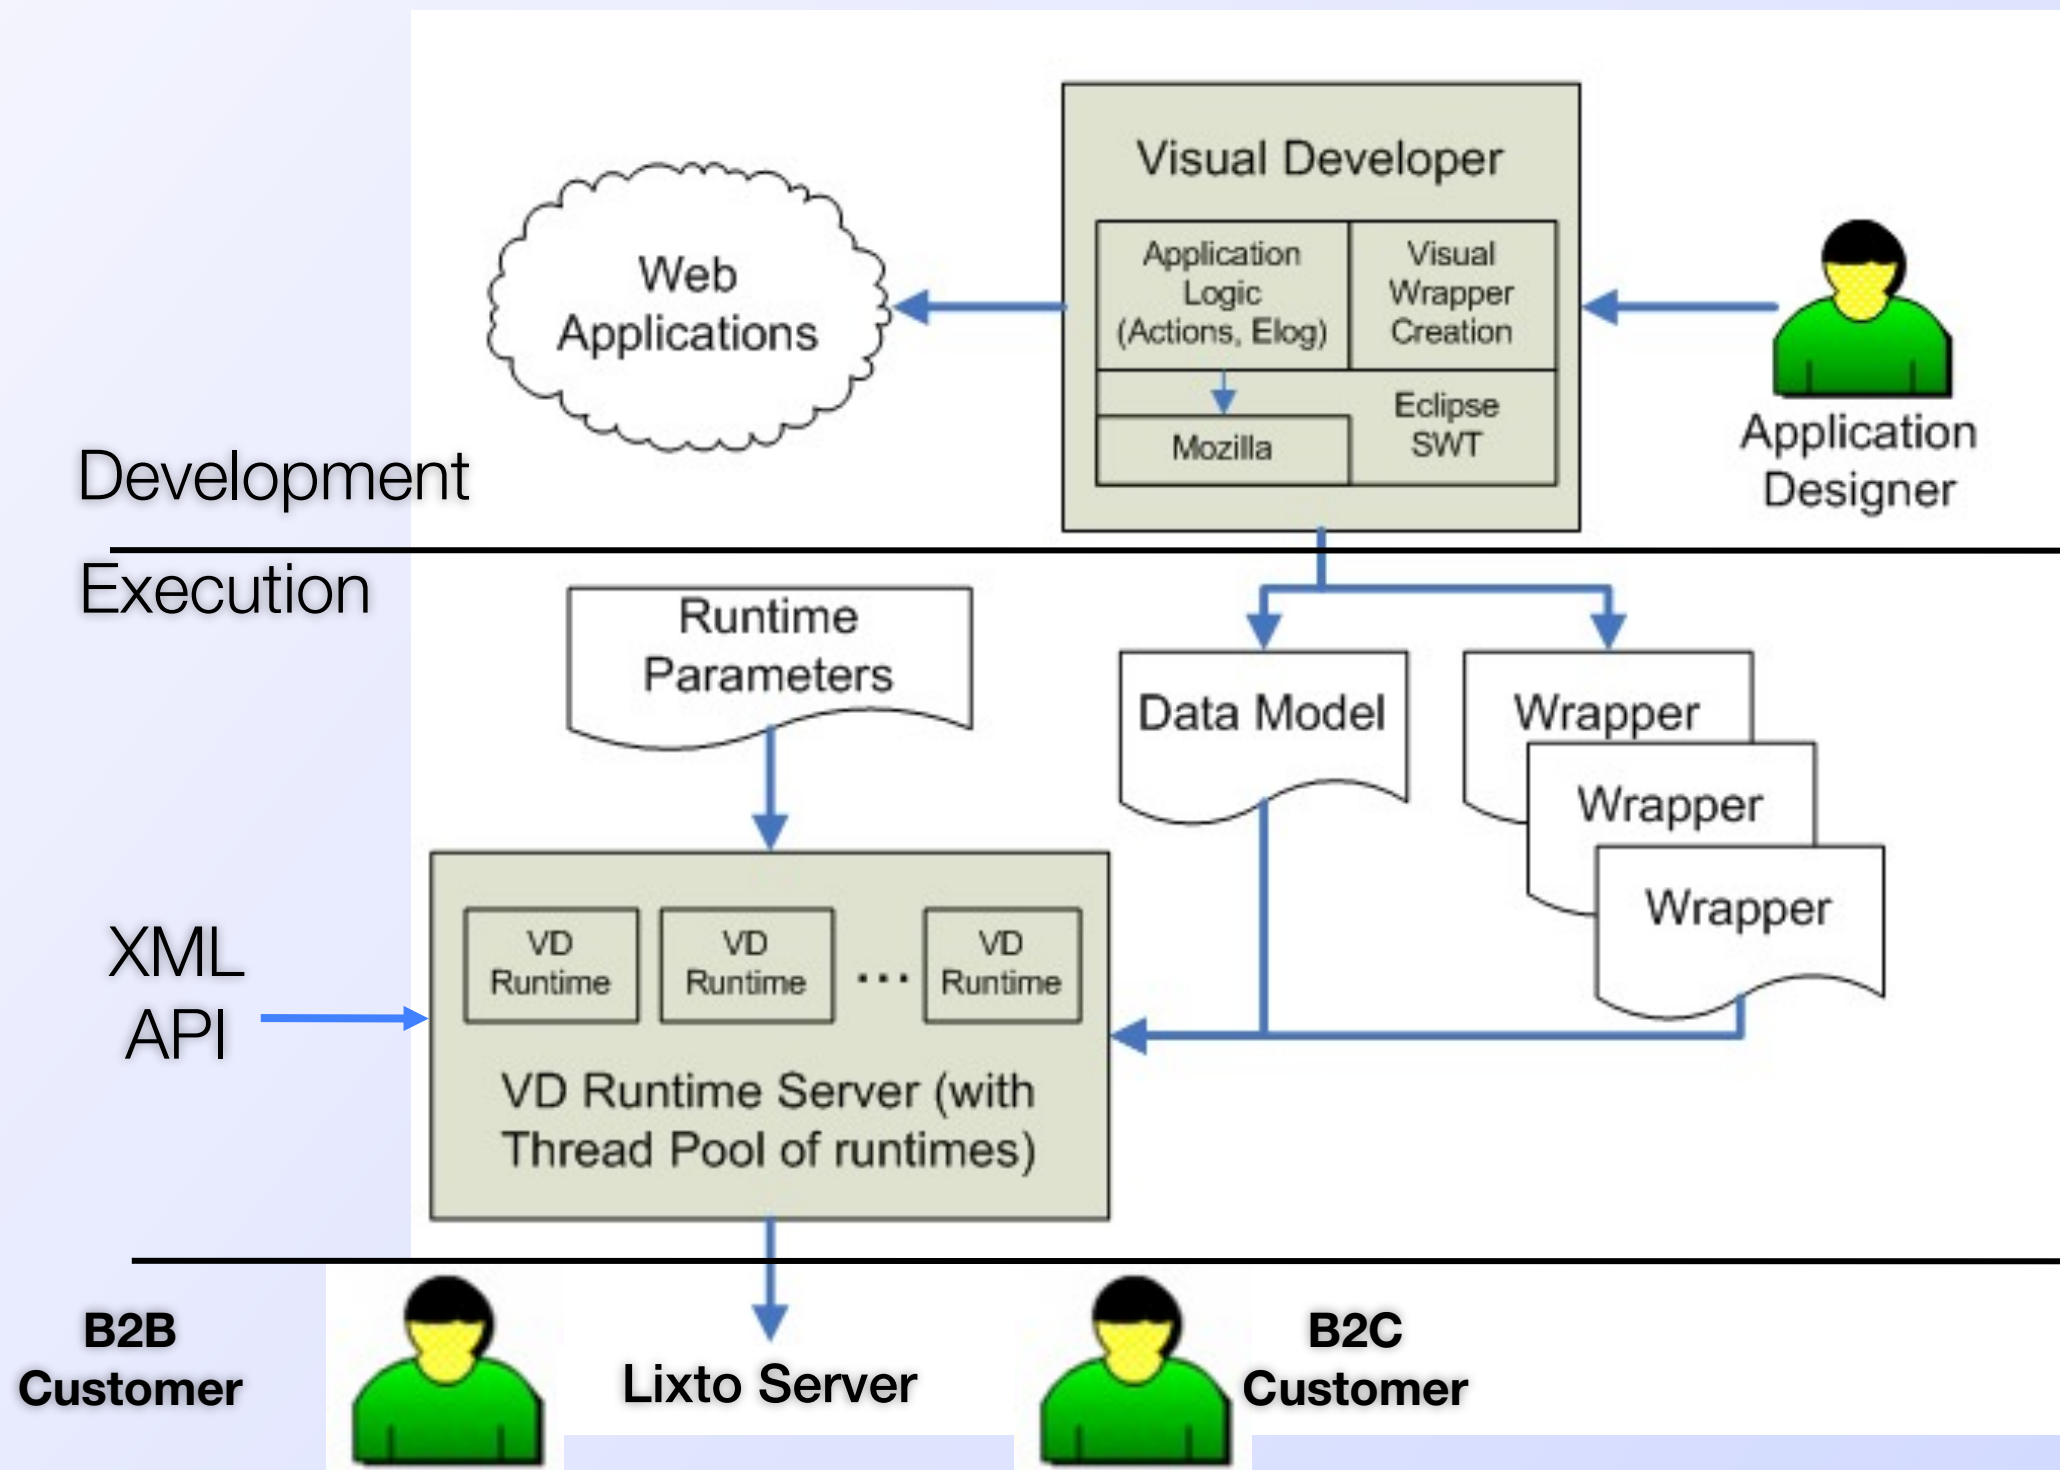 Visual Developer
Application
Logic
(Actions, Elog)
Visual
Wrapper
Creation
Mozilla
Eclipse
SWT
Web
Applications
Application
Designer
Development
Execution
Runtime
Parameters
Data Model
Wrapper
Wrapper
Wrapper
XML
API
VD
Runtime
VD
Runtime
...
VD
Runtime
VD Runtime Server (with
Thread Pool of runtimes)
B2B
Customer
Lixto Server
B2C
Customer